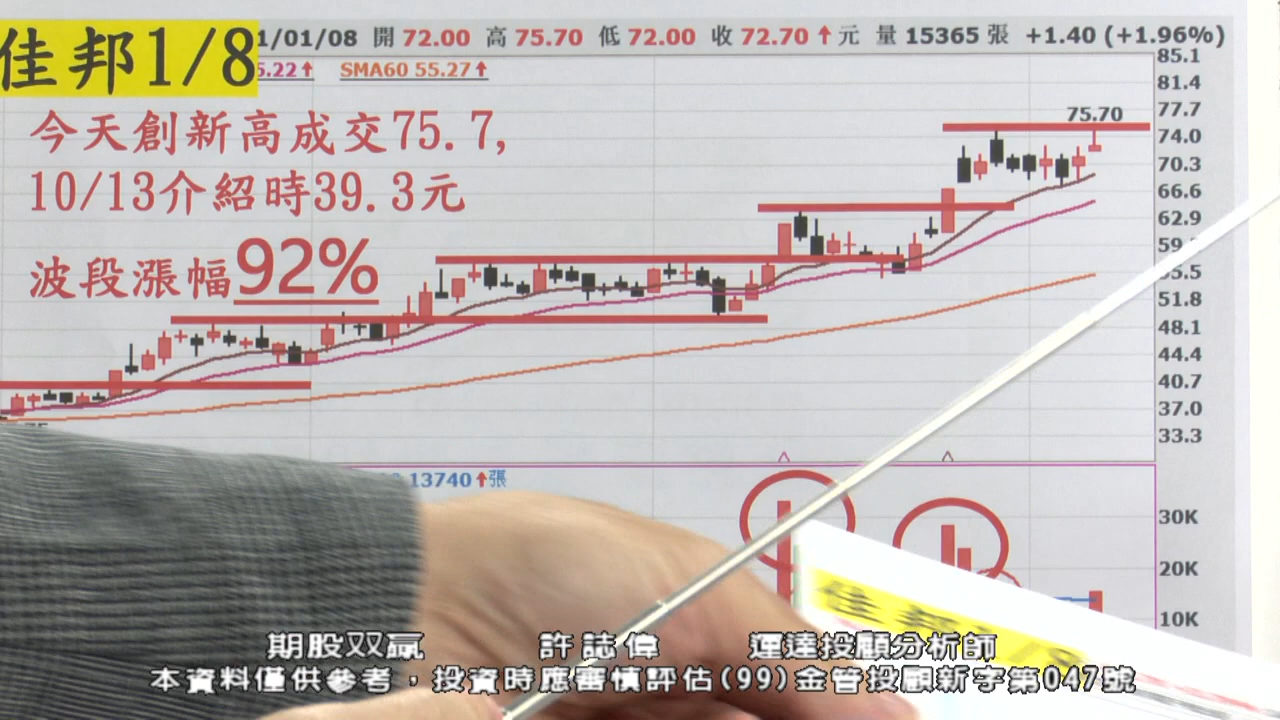 佳邦1/8
1/01/08 開 72.00 高 75.70 低 72.00 收 72.70↑元 量 15365 張 +1.40 (+1.96%)
5.22↑ SMA60 55.27↑
今天創新高成交75.7,
10/13介紹時39.3元
波段漲幅92%
75.70
85.1
81.4
77.7
74.0
70.3
66.6
62.9
59.
55.5
51.8
48.1
44.4
40.7
37.0
33.3
13740↑張
30K
20K
10K
佳邦
期股双贏 許誌偉 運達投顧分析師
本資料僅供參考，投資時應審慎評估(99)金管投顧新字第047號